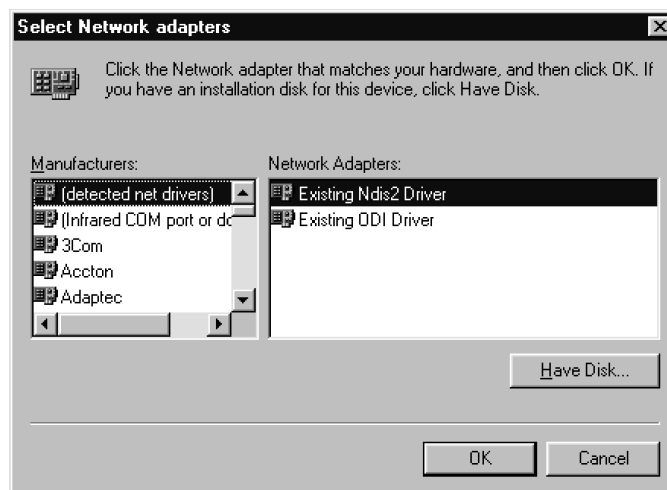 Select Network adapters
Click the Network adapter that matches your hardware, and then click OK. If
you have an installation disk for this device, click Have Disk.
Manufacturers:
(detected net drivers)
(Infrared COM port or dc
3Com
Accton
Adaptec
Network Adapters:
Existing Ndis2 Driver
Existing ODI Driver
Have Disk...
OK
Cancel